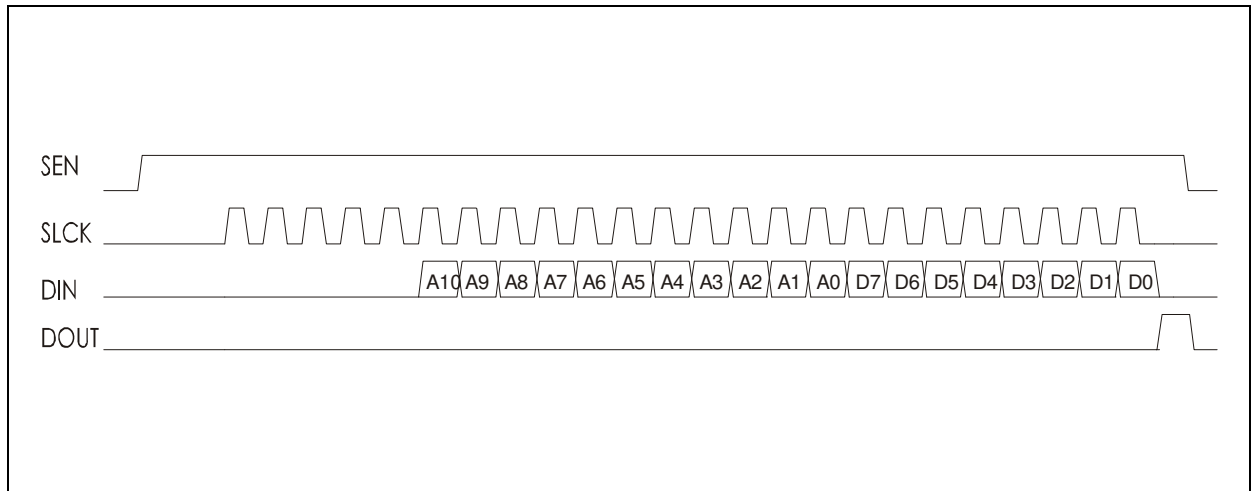 SEN
SLCK
DIN A10 A9 A8 A7 A6 A5 A4 A3 A2 A1 A0 D7 D6 D5 D4 D3 D2 D1 D0
DOUT